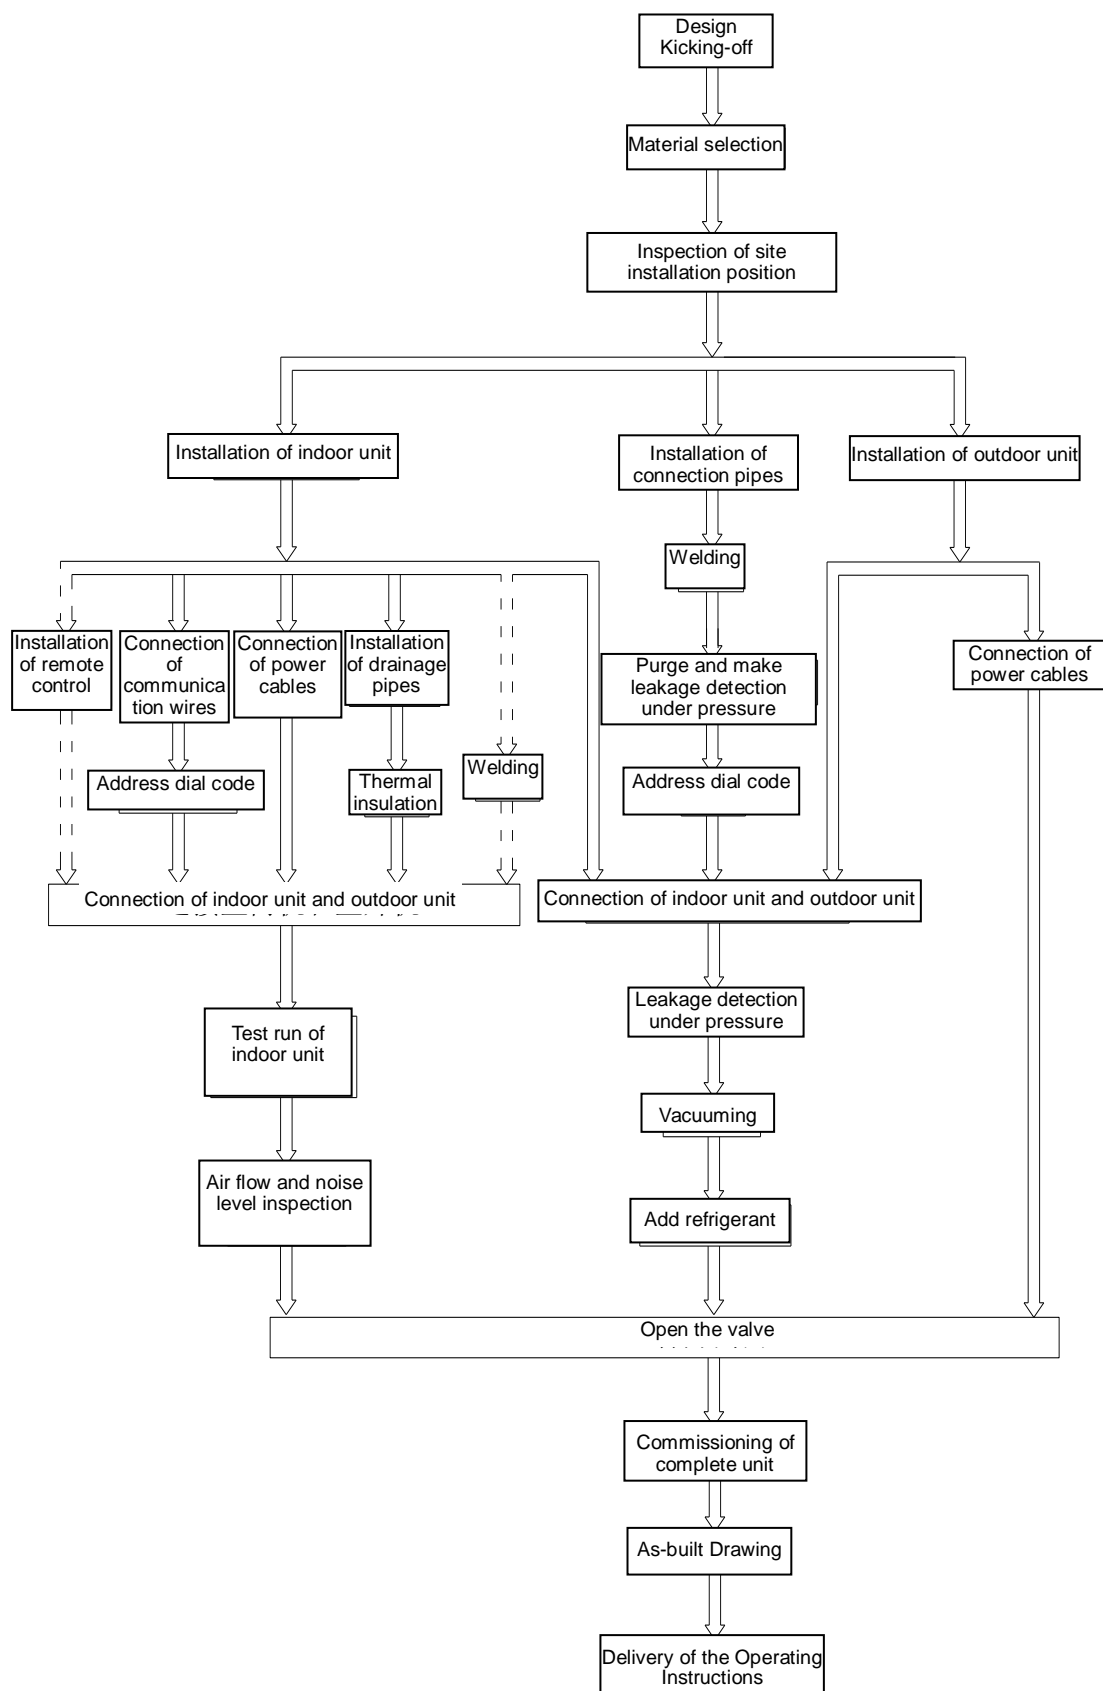 Design
Kicking-off
Material selection
Inspection of site
installation position
Installation of indoor unit
Installation of
connection pipes
Installation of outdoor unit
Welding
Installation
of remote
control
Connection
of
communica
tion wires
Connection
of power
cables
Installation
of drainage
pipes
Purge and make
leakage detection
under pressure
Connection of
power cables
Welding
Address dial code
Thermal
insulation
Address dial code
Connection of indoor unit and outdoor unit
Connection of indoor unit and outdoor unit
Leakage detection
under pressure
Test run of
indoor unit
Vacuuming
Air flow and noise
level inspection
Add refrigerant
Open the valve
Commissioning of
complete unit
As-built Drawing
Delivery of the Operating
Instructions